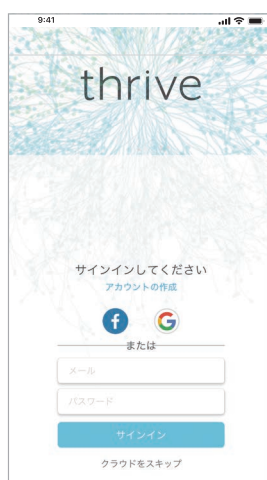 9:41
thrive
サインインしてください
アカウントの作成
または
メール
パスワード
サインイン
クラウドをスキップ